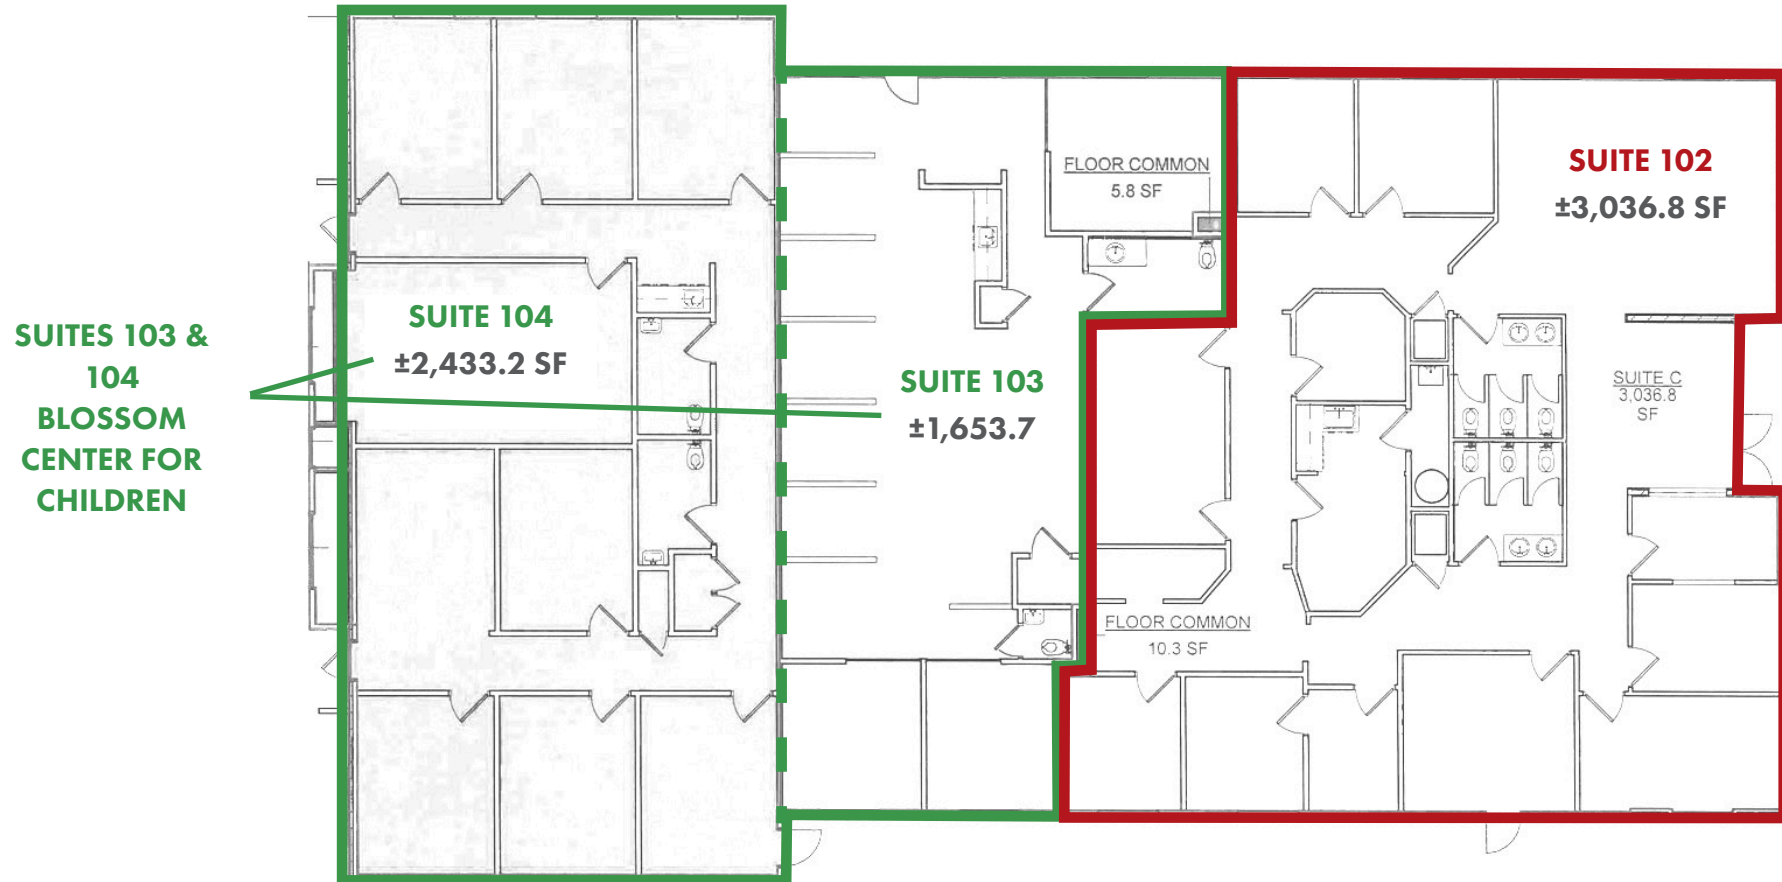 SUITES 103 &
104
BLOSSOM
CENTER FOR
CHILDREN
SUITE 104
±2,433.2 SF
SUITE 103
±1,653.7
FLOOR COMMON
5.8 SF
SUITE 102
±3,036.8 SF
SUITE C
3,036.8
SF
FLOOR COMMON
10.3 SF